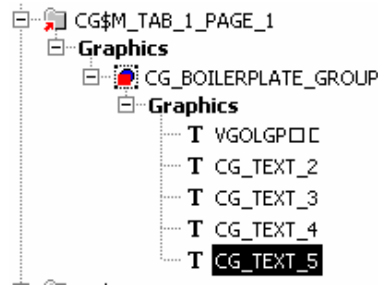 CG$M_TAB_1_PAGE_1
Graphics
CG_BOILERPLATE_GROUP
Graphics
T VGOLGP□□
T CG_TEXT_2
T CG_TEXT_3
T CG_TEXT_4
T CG_TEXT_5